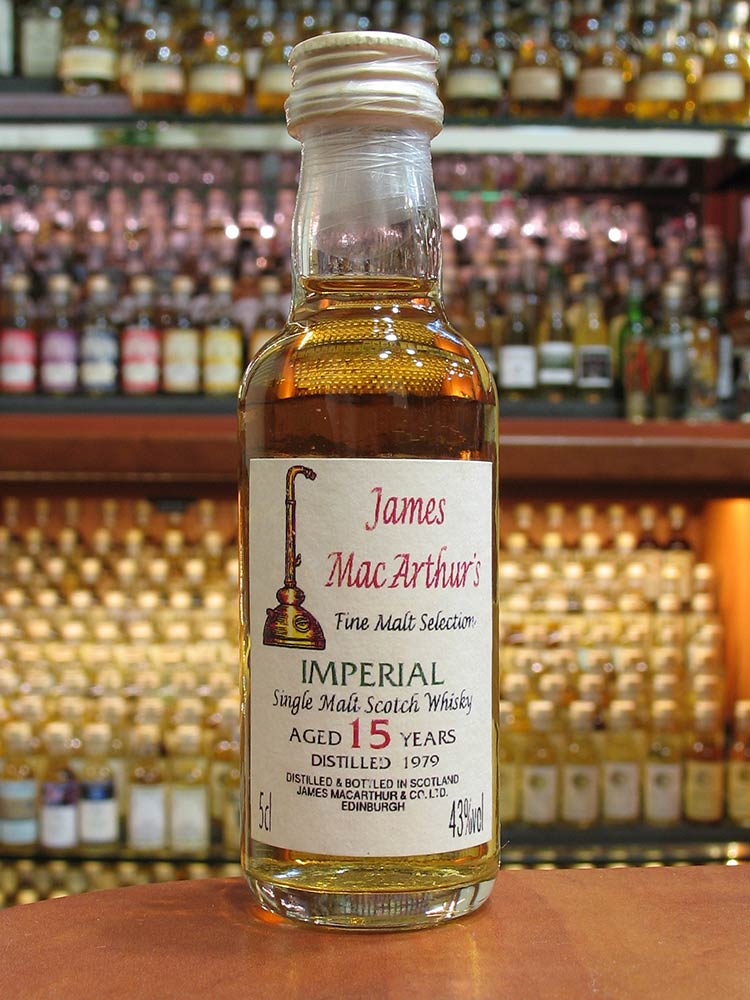 James
MacArthur's
Fine Malt Selection
IMPERIAL
Single Malt Scotch Whisky
AGED 15 YEARS
DISTILLED 1979
DISTILLED & BOTTLED IN SCOTLAND
JAMES MACARTHUR & CO. LTD.
EDINBURGH
5cl 43%vol